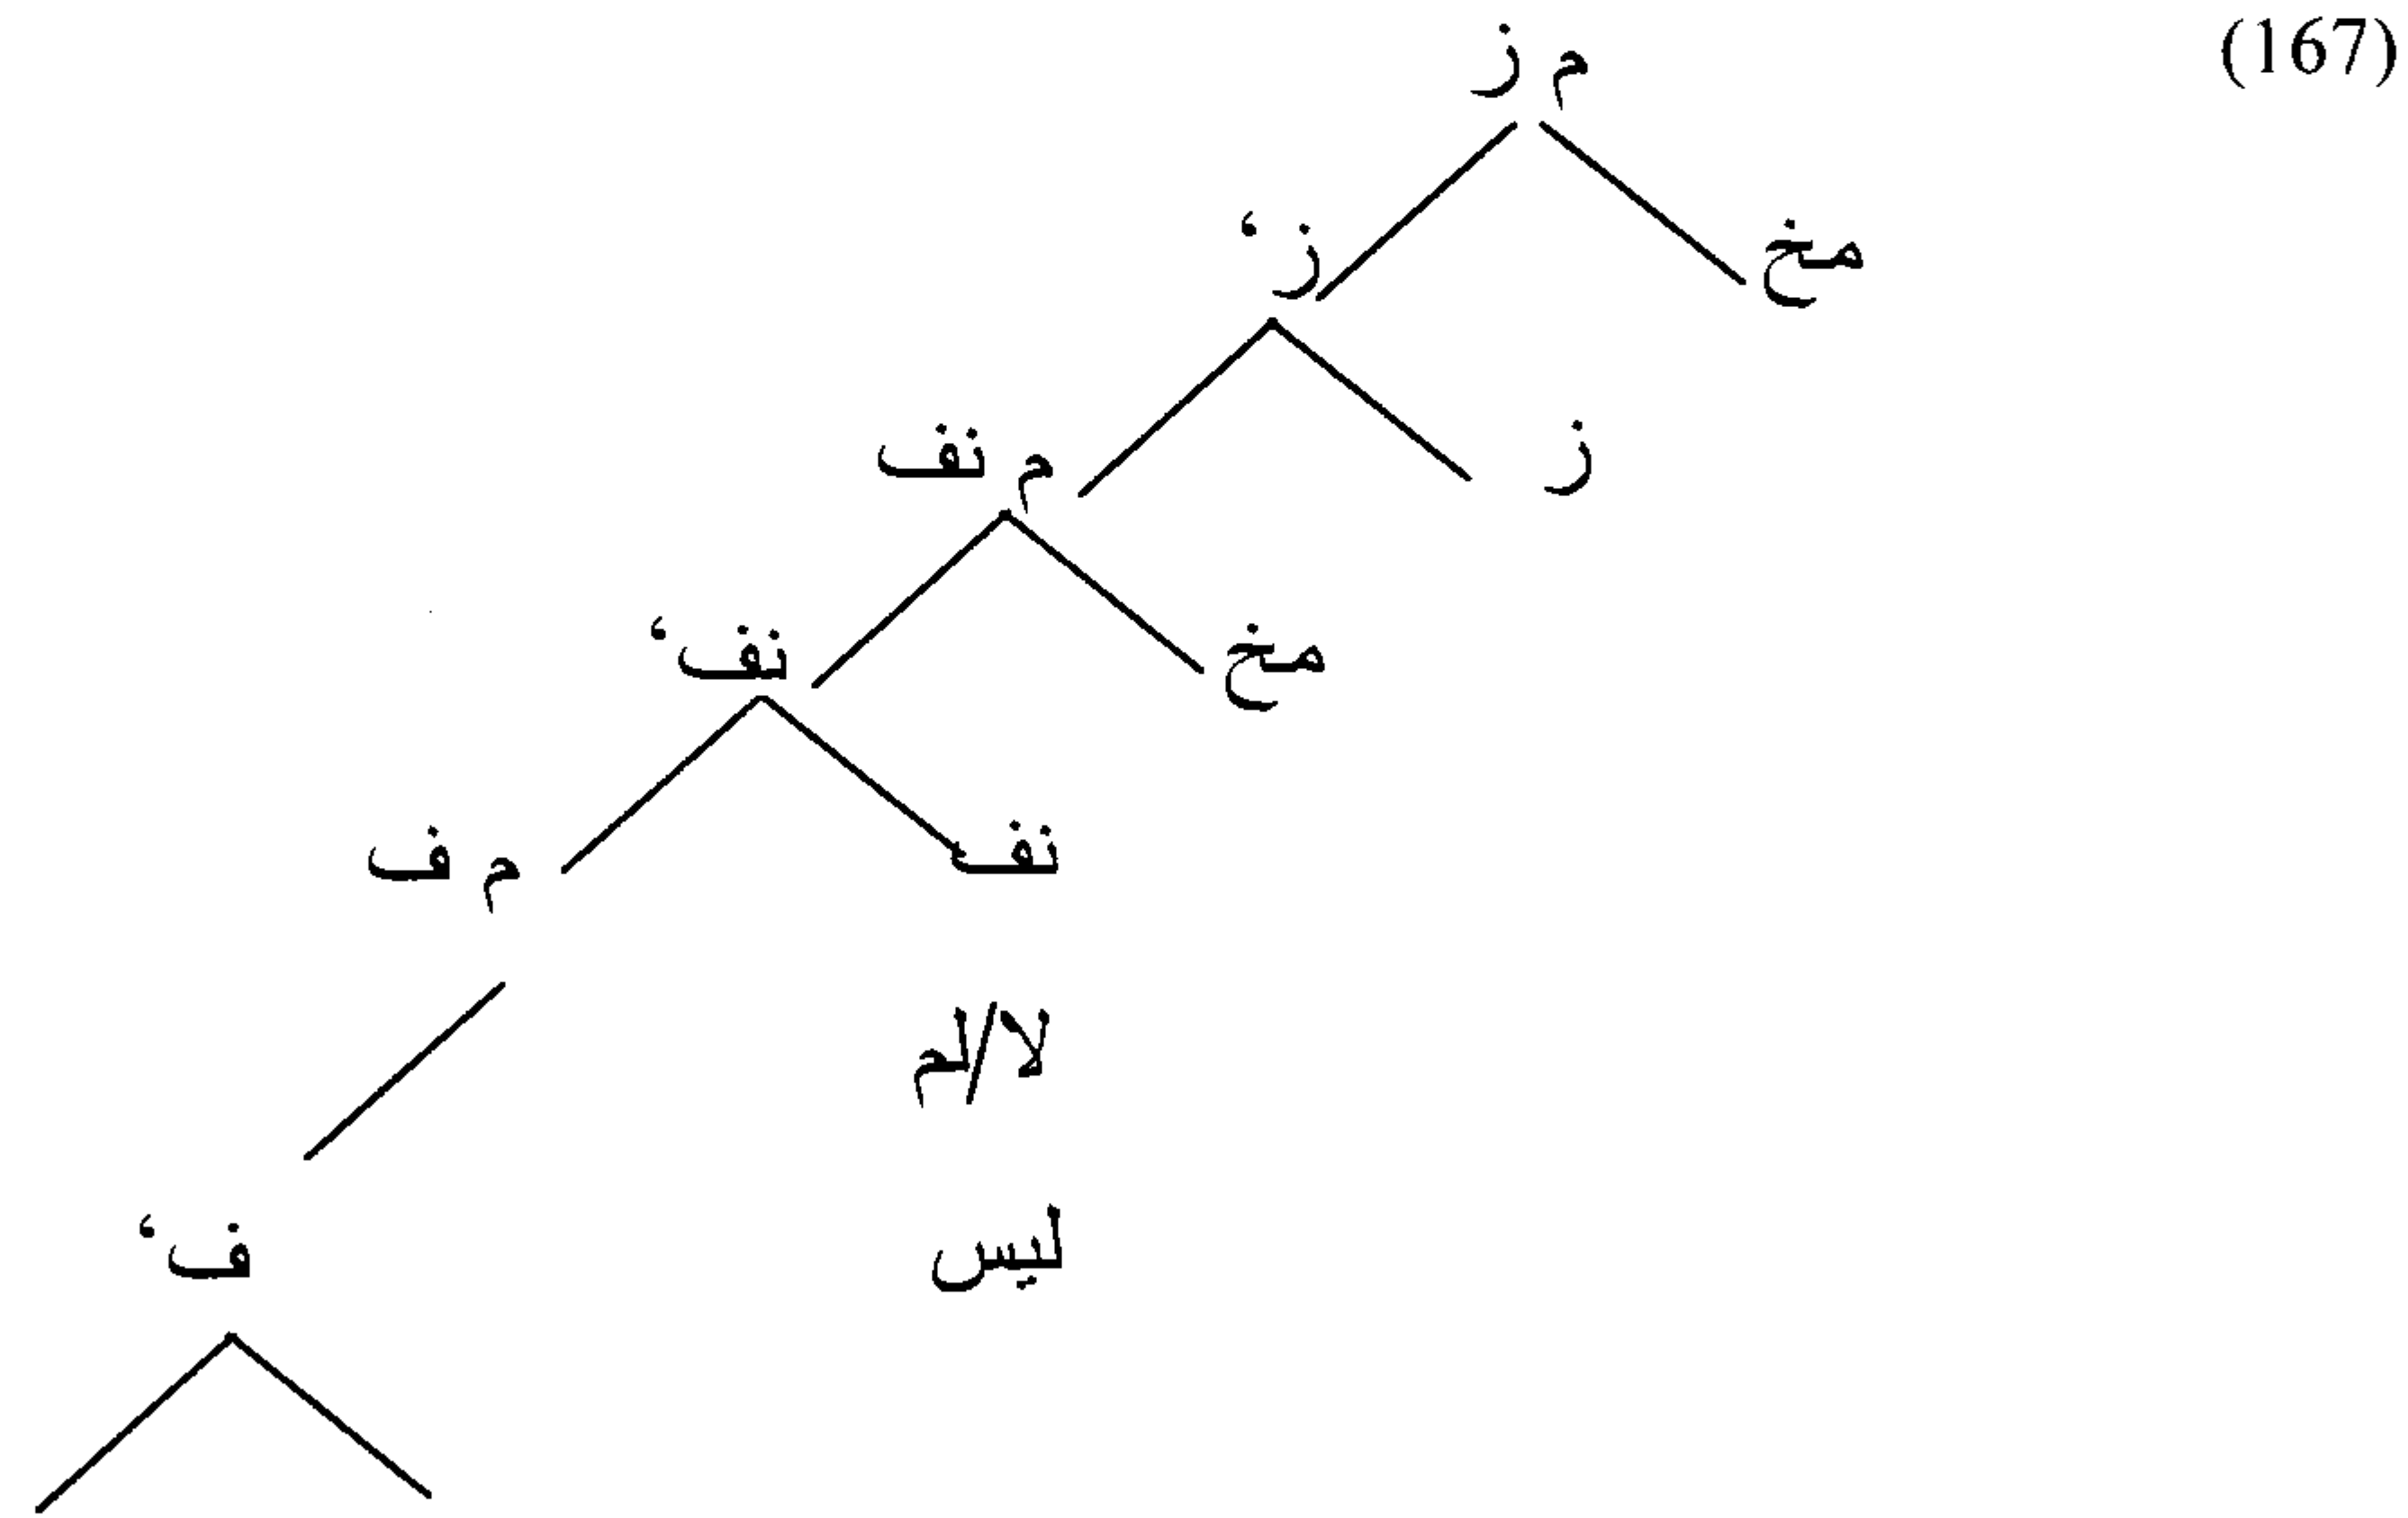 (167)
م ز
مخ ز‘
ز م نف
مخ نف‘
نف م ف
لا/لم
ليس ف‘